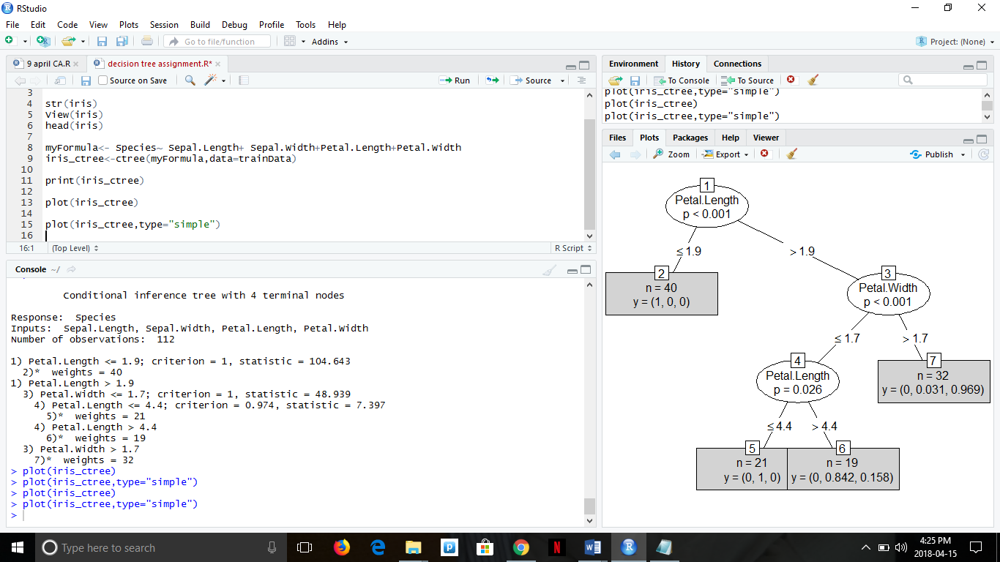 RStudio
File Edit Code View Plots Session Build Debug Profile Tools Help
Go to file/function Addins Project: (None)
9 april CA.R decision tree assignment.R*
Source on Save Run Source
3
4 str(iris)
5 View(iris)
6 head(iris)
7
8 myFormula<- Species~ Sepal.Length+ Sepal.Width+Petal.Length+Petal.Width
9 iris_ctree<-ctree(myFormula,data=trainData)
10
11 print(iris_ctree)
12
13 plot(iris_ctree)
14
15 plot(iris_ctree,type="simple")
16
16:1 (Top Level) R Script
Console ~/
Conditional inference tree with 4 terminal nodes
Response: Species
Inputs: Sepal.Length, Sepal.Width, Petal.Length, Petal.Width
Number of observations: 112
1) Petal.Length <= 1.9; criterion = 1, statistic = 104.643
2)* weights = 40
1) Petal.Length > 1.9
3) Petal.Width <= 1.7; criterion = 1, statistic = 48.939
4) Petal.Length <= 4.4; criterion = 0.974, statistic = 7.397
5)* weights = 21
4) Petal.Length > 4.4
6)* weights = 19
3) Petal.Width > 1.7
7)* weights = 32
> plot(iris_ctree)
> plot(iris_ctree,type="simple")
> plot(iris_ctree)
> plot(iris_ctree,type="simple")
>
Environment History Connections
To Console To Source
plot(iris_ctree,type="simple")
plot(iris_ctree)
plot(iris_ctree,type="simple")
Files Plots Packages Help Viewer
Zoom Export Publish
1
Petal.Length
p < 0.001
≤ 1.9 > 1.9
2
n = 40
y = (1, 0, 0)
3
Petal.Width
p < 0.001
≤ 1.7 > 1.7
4
Petal.Length
p = 0.026
7
n = 32
y = (0, 0.031, 0.969)
≤ 4.4 > 4.4
5
n = 21
y = (0, 1, 0)
6
n = 19
y = (0, 0.842, 0.158)
Type here to search
4:25 PM
2018-04-15